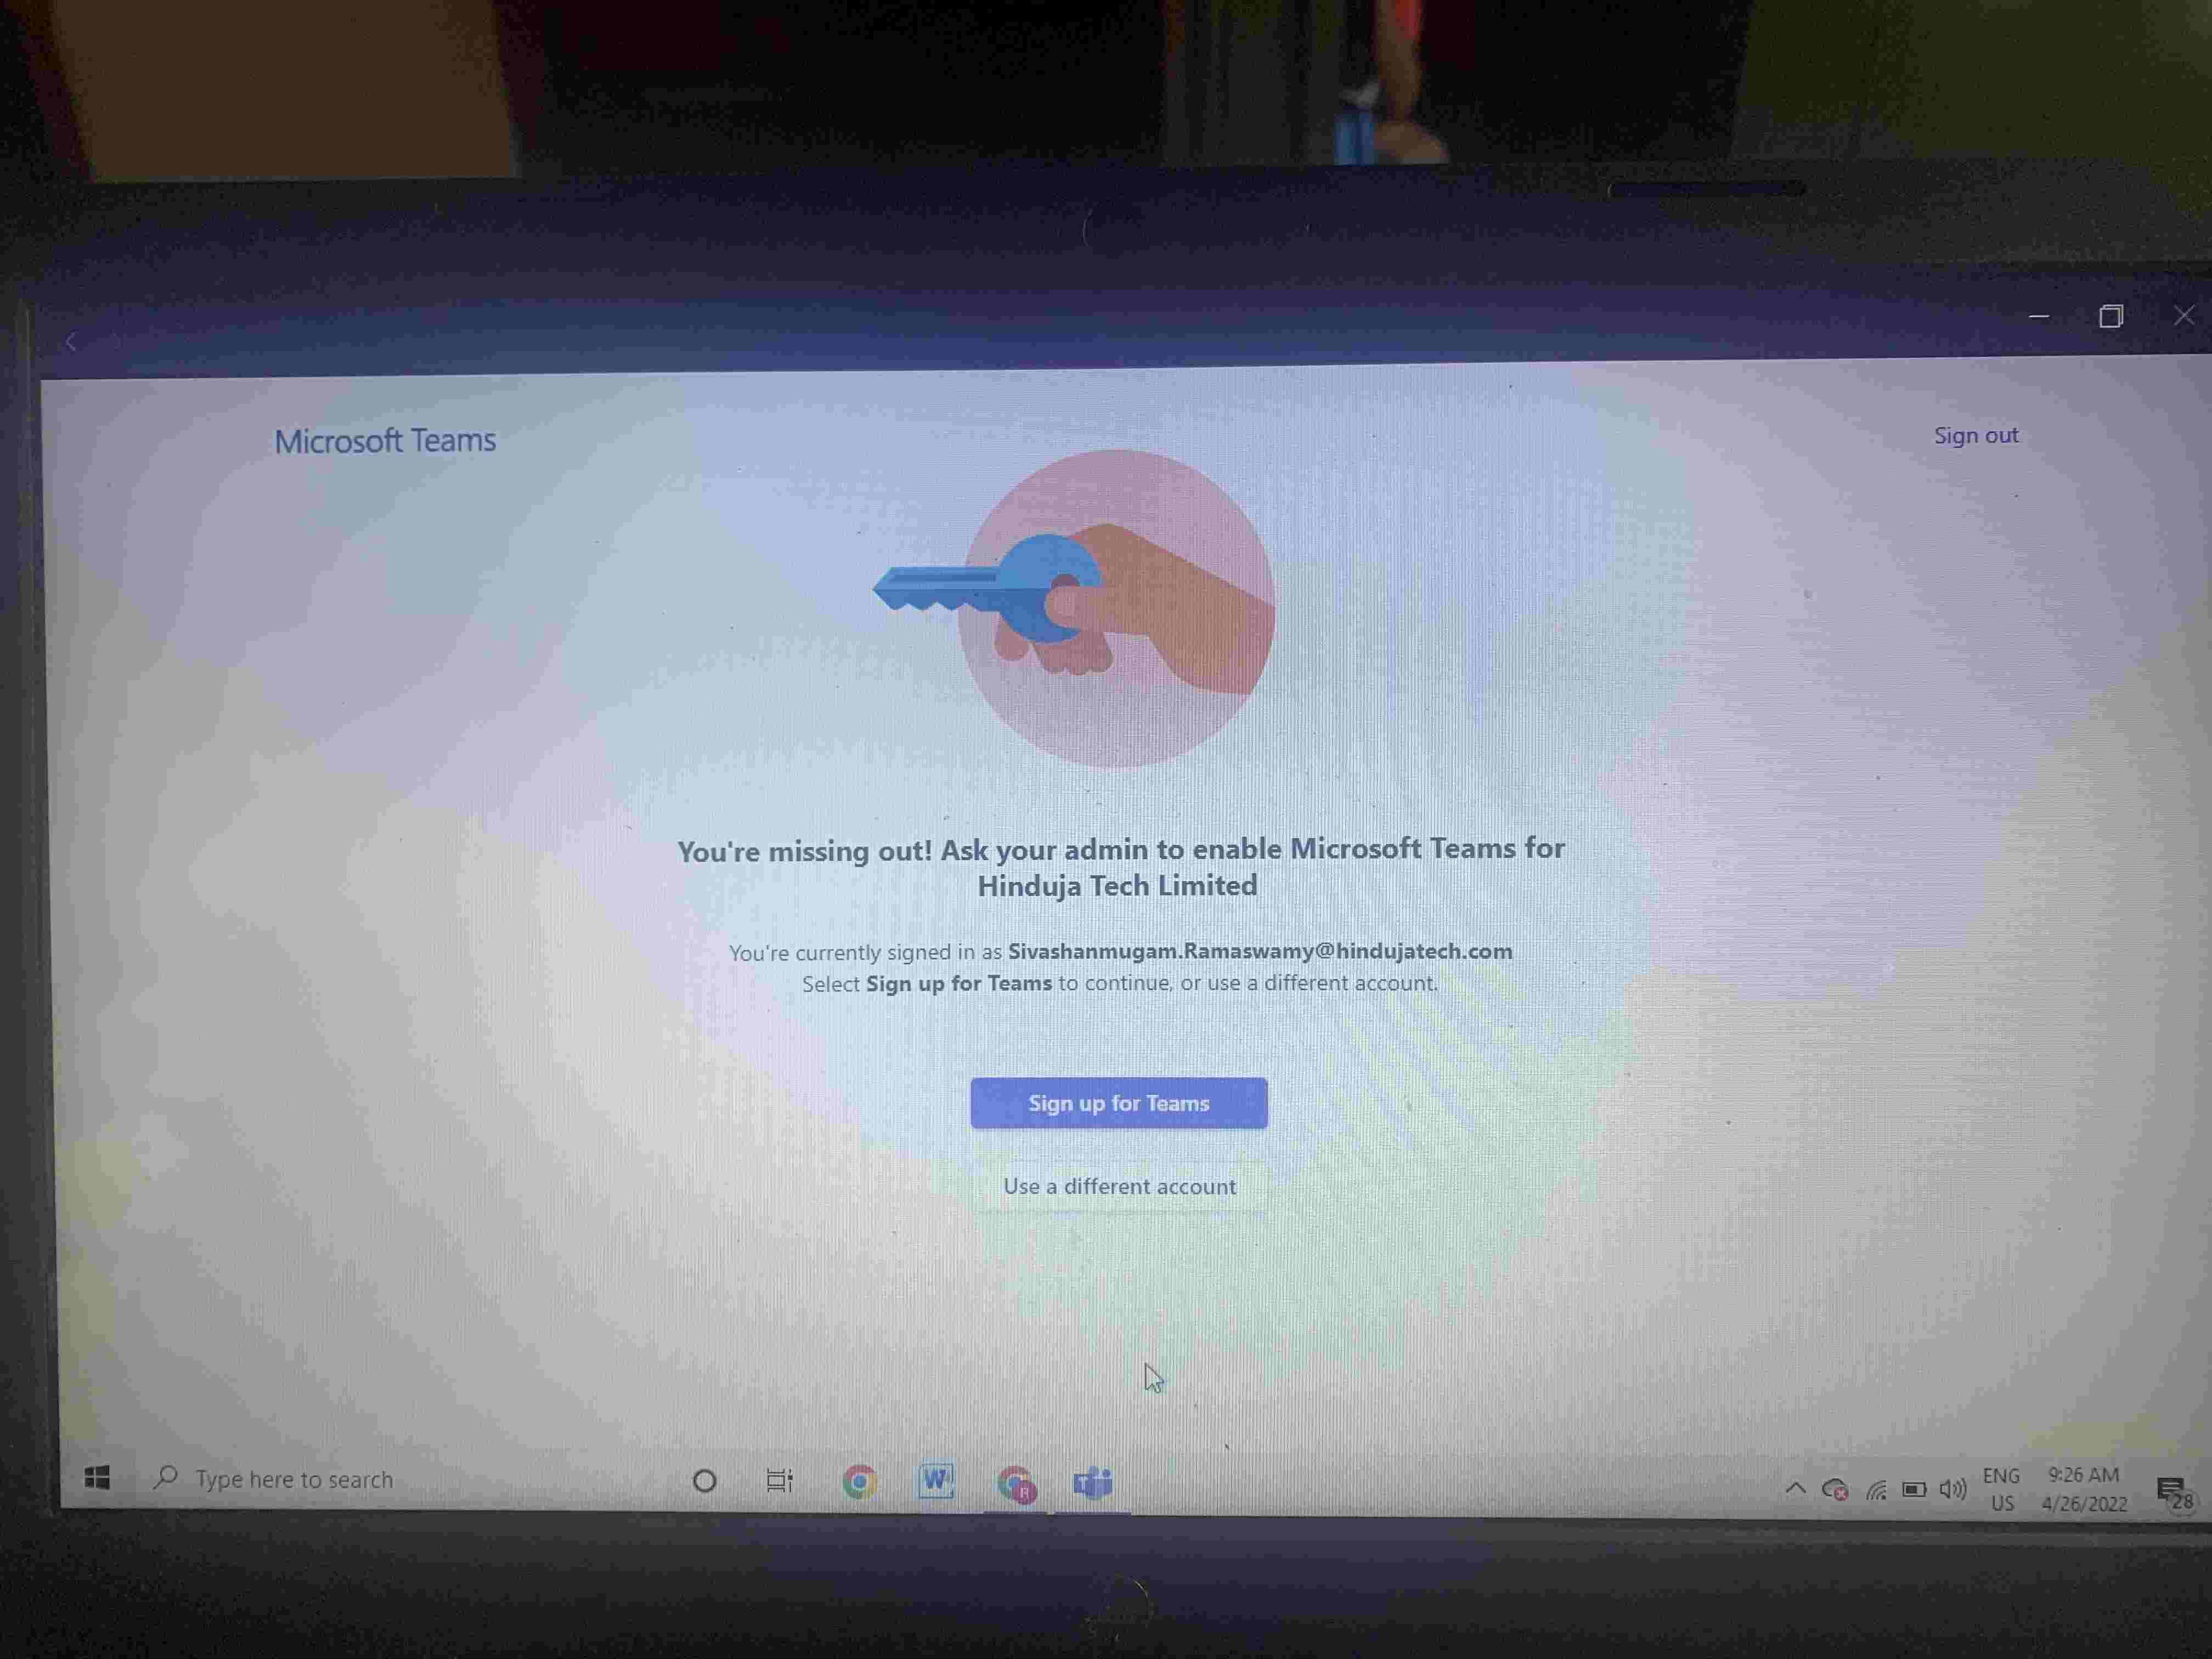 Microsoft Teams
Sign out
You're missing out! Ask your admin to enable Microsoft Teams for
Hinduja Tech Limited
You're currently signed in as Sivashanmugam.Ramaswamy@hindujatech.com
Select Sign up for Teams to continue, or use a different account.
Sign up for Teams
Use a different account
Type here to search
W
R
T
ENG
US
9:26 AM
4/26/2022
28